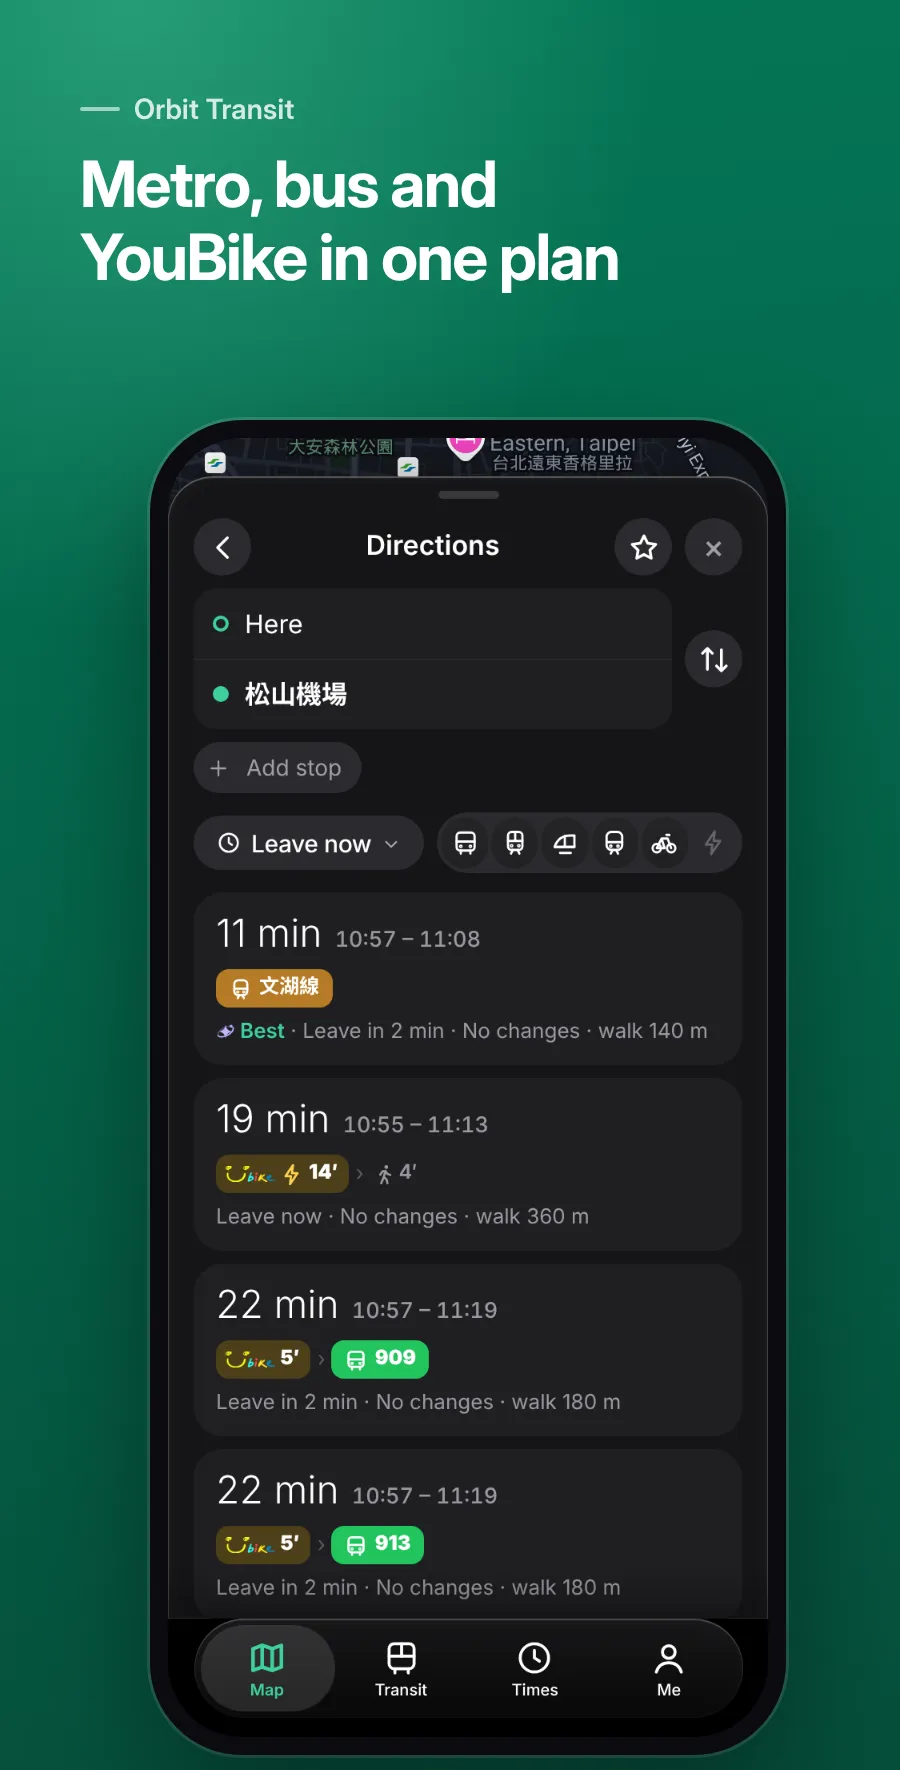 Orbit Transit
Metro, bus and
YouBike in one plan
大安森林公園
Eastern, Taipei
台北遠東香格里拉
Directions
Here
松山機場
Add stop
Leave now
11 min 10:57 – 11:08
文湖線
Best · Leave in 2 min · No changes · walk 140 m
19 min 10:55 – 11:13
Ubike 14′ › 4′
Leave now · No changes · walk 360 m
22 min 10:57 – 11:19
Ubike 5′ › 909
Leave in 2 min · No changes · walk 180 m
22 min 10:57 – 11:19
Ubike 5′ › 913
Leave in 2 min · No changes · walk 180 m
Map
Transit
Times
Me